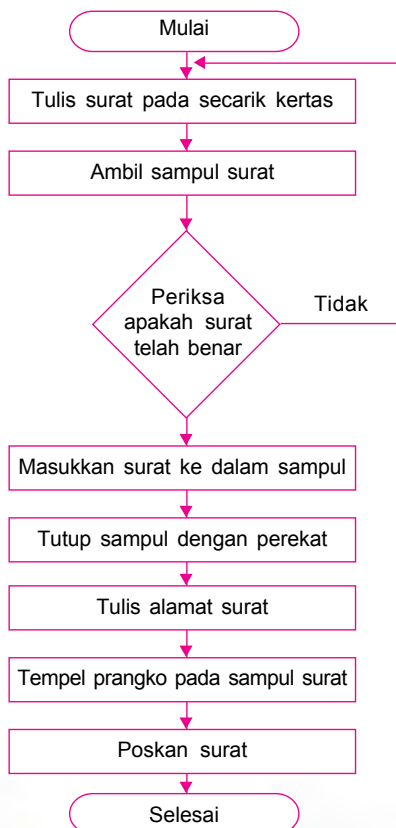 Mulai
Tulis surat pada secarik kertas
Ambil sampul surat
Periksa
apakah surat
telah benar
Tidak
Masukkan surat ke dalam sampul
Tutup sampul dengan perekat
Tulis alamat surat
Tempel prangko pada sampul surat
Poskan surat
Selesai